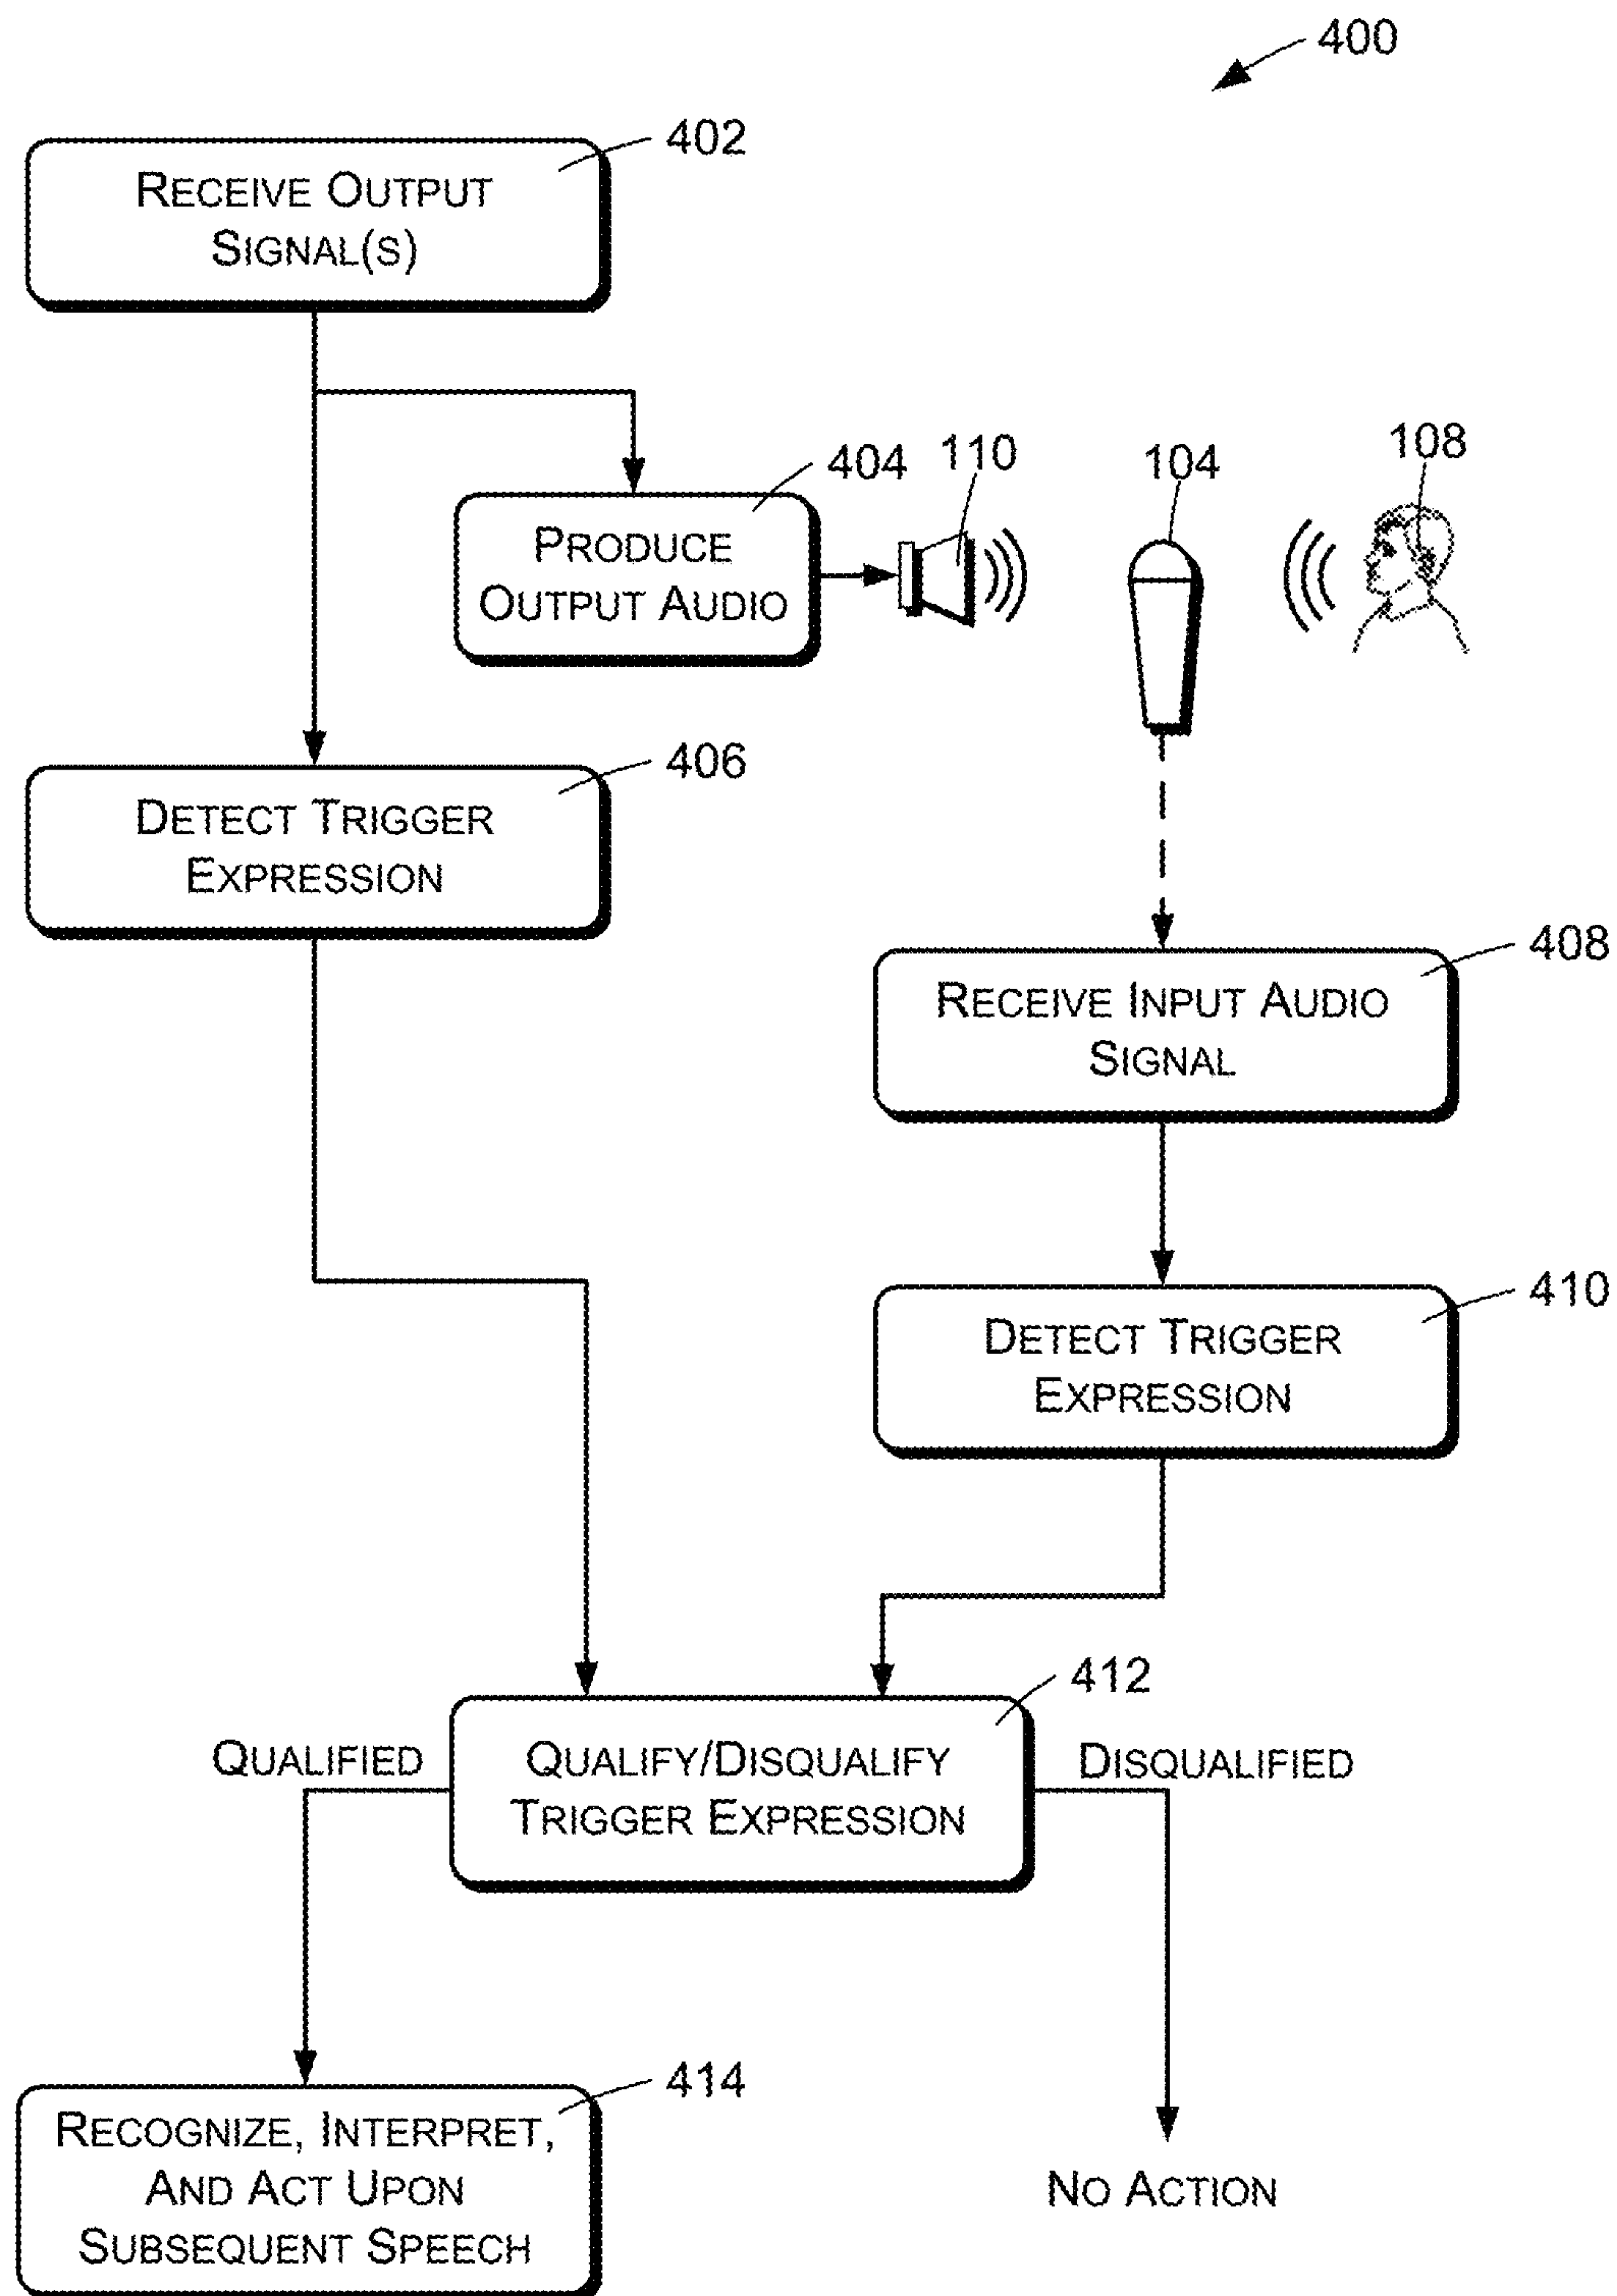 400
402
RECEIVE OUTPUT
SIGNAL(S)
404
110
104
108
PRODUCE
OUTPUT AUDIO
406
DETECT TRIGGER
EXPRESSION
408
RECEIVE INPUT AUDIO
SIGNAL
410
DETECT TRIGGER
EXPRESSION
412
QUALIFIED
QUALIFY/DISQUALIFY
TRIGGER EXPRESSION
DISQUALIFIED
414
RECOGNIZE, INTERPRET,
AND ACT UPON
SUBSEQUENT SPEECH
NO ACTION